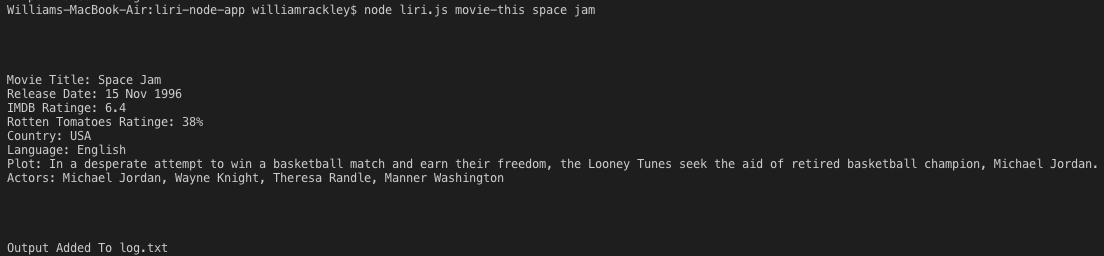 Williams-MacBook-Air:liri-node-app williamrackley$ node liri.js movie-this space jam
Movie Title: Space Jam
Release Date: 15 Nov 1996
IMDB Ratinge: 6.4
Rotten Tomatoes Ratinge: 38%
Country: USA
Language: English
Plot: In a desperate attempt to win a basketball match and earn their freedom, the Looney Tunes seek the aid of retired basketball champion, Michael Jordan.
Actors: Michael Jordan, Wayne Knight, Theresa Randle, Manner Washington
Output Added To log.txt